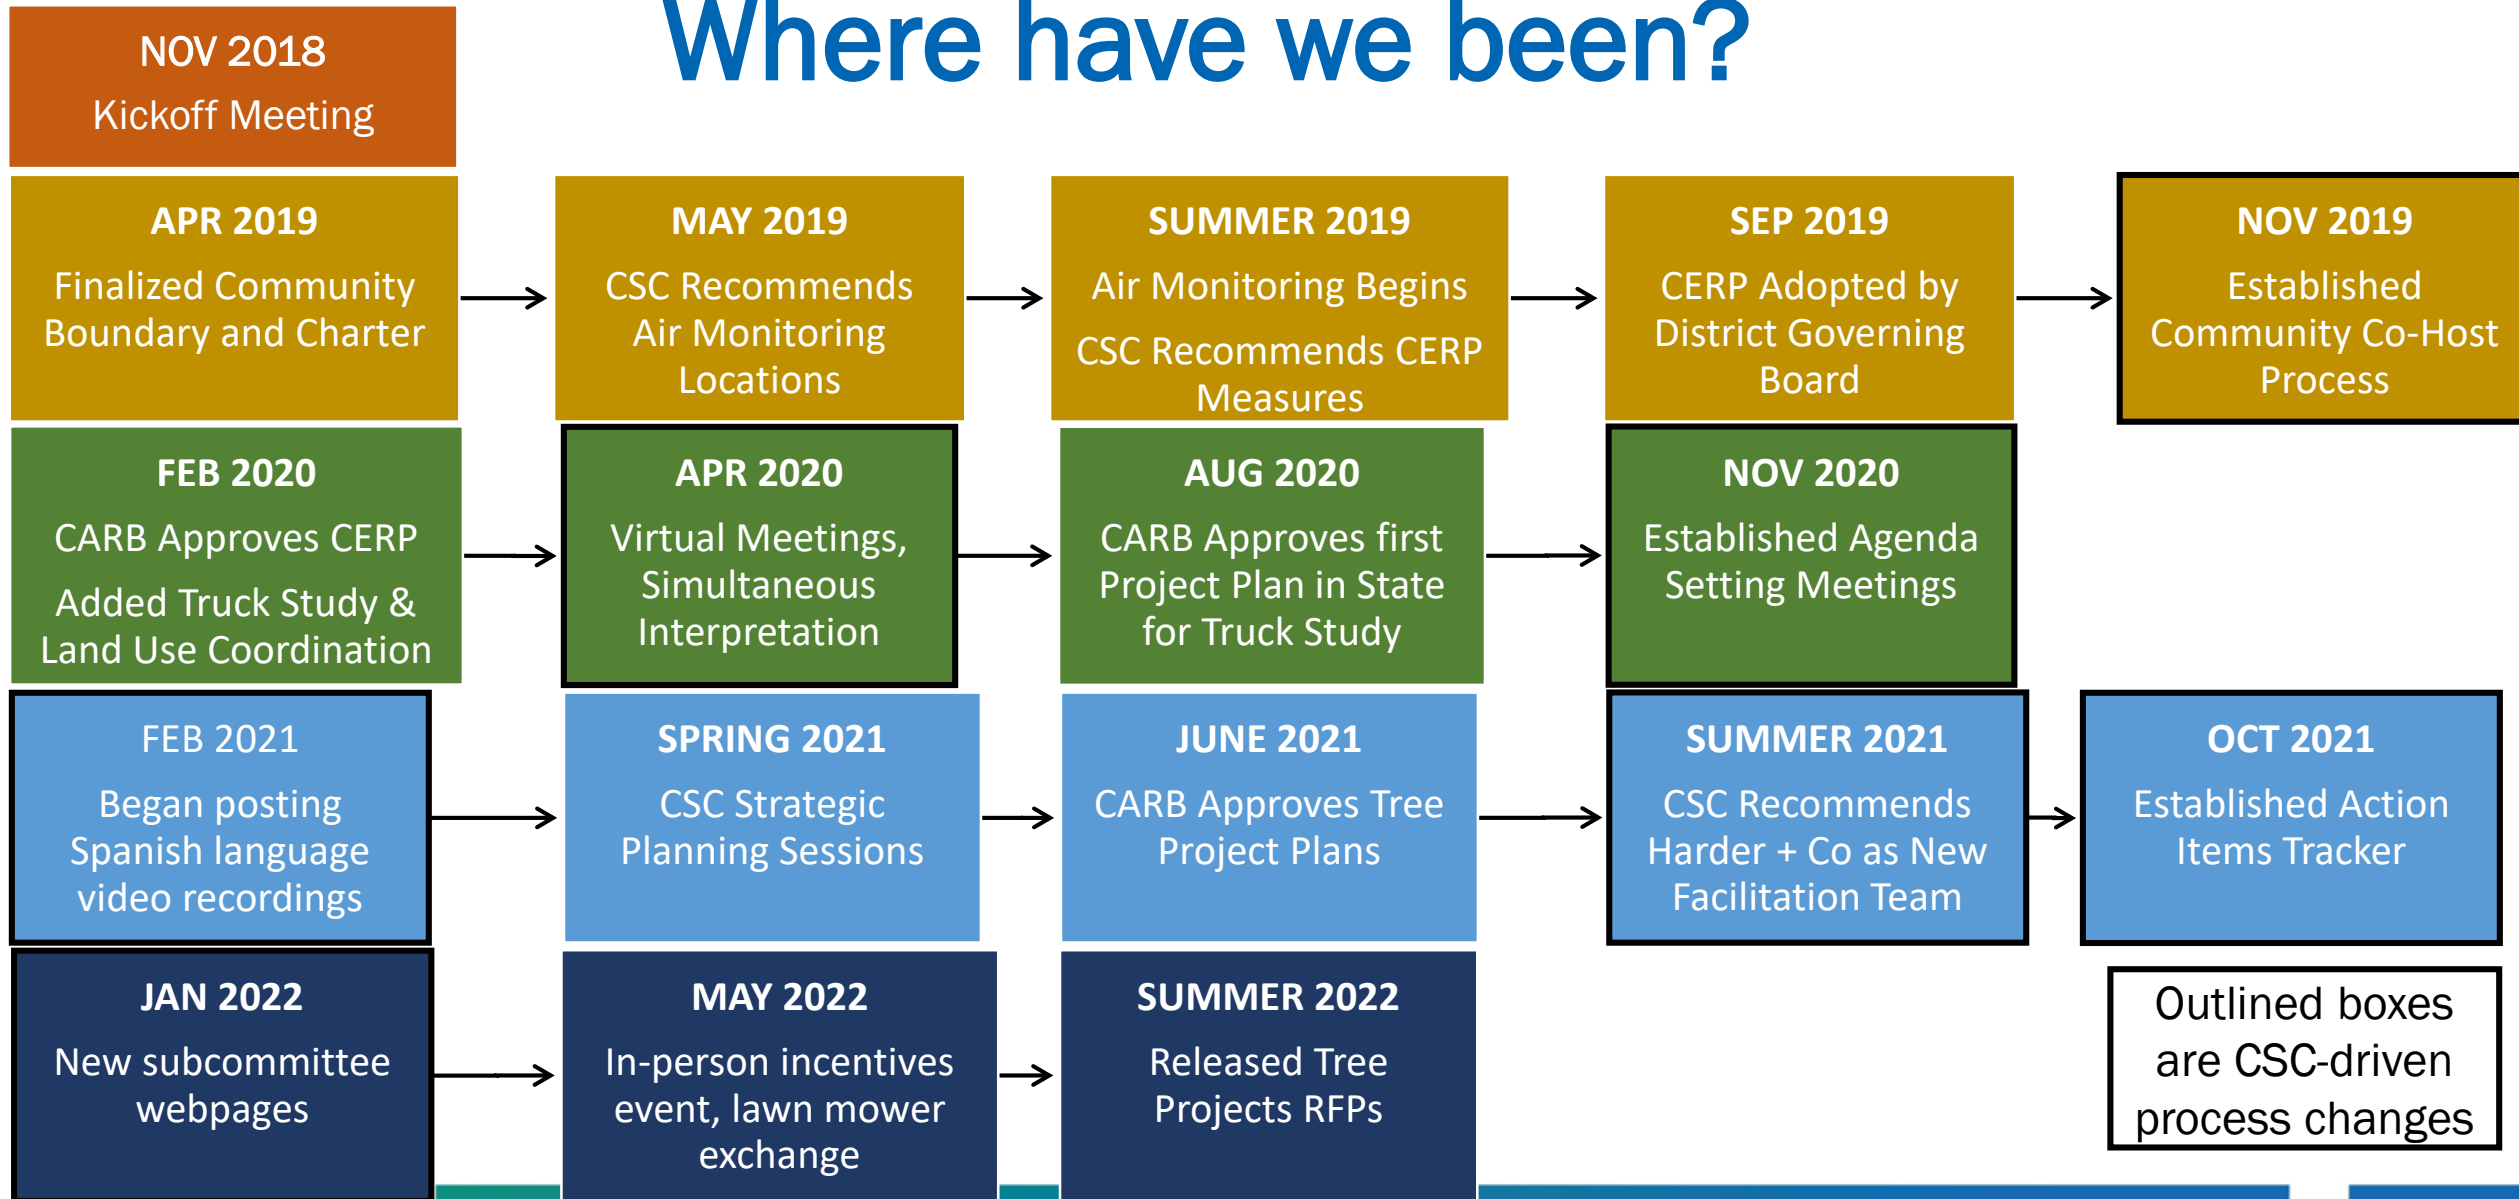 Where have we been?
NOV 2018
Kickoff Meeting
APR 2019
Finalized Community
Boundary and Charter
MAY 2019
CSC Recommends
Air Monitoring
Locations
SUMMER 2019
Air Monitoring Begins
CSC Recommends CERP
Measures
SEP 2019
CERP Adopted by
District Governing
Board
NOV 2019
Established
Community Co-Host
Process
FEB 2020
CARB Approves CERP
Added Truck Study &
Land Use Coordination
APR 2020
Virtual Meetings,
Simultaneous
Interpretation
AUG 2020
CARB Approves first
Project Plan in State
for Truck Study
NOV 2020
Established Agenda
Setting Meetings
FEB 2021
Began posting
Spanish language
video recordings
SPRING 2021
CSC Strategic
Planning Sessions
JUNE 2021
CARB Approves Tree
Project Plans
SUMMER 2021
CSC Recommends
Harder + Co as New
Facilitation Team
OCT 2021
Established Action
Items Tracker
JAN 2022
New subcommittee
webpages
MAY 2022
In-person incentives
event, lawn mower
exchange
SUMMER 2022
Released Tree
Projects RFPs
Outlined boxes
are CSC-driven
process changes